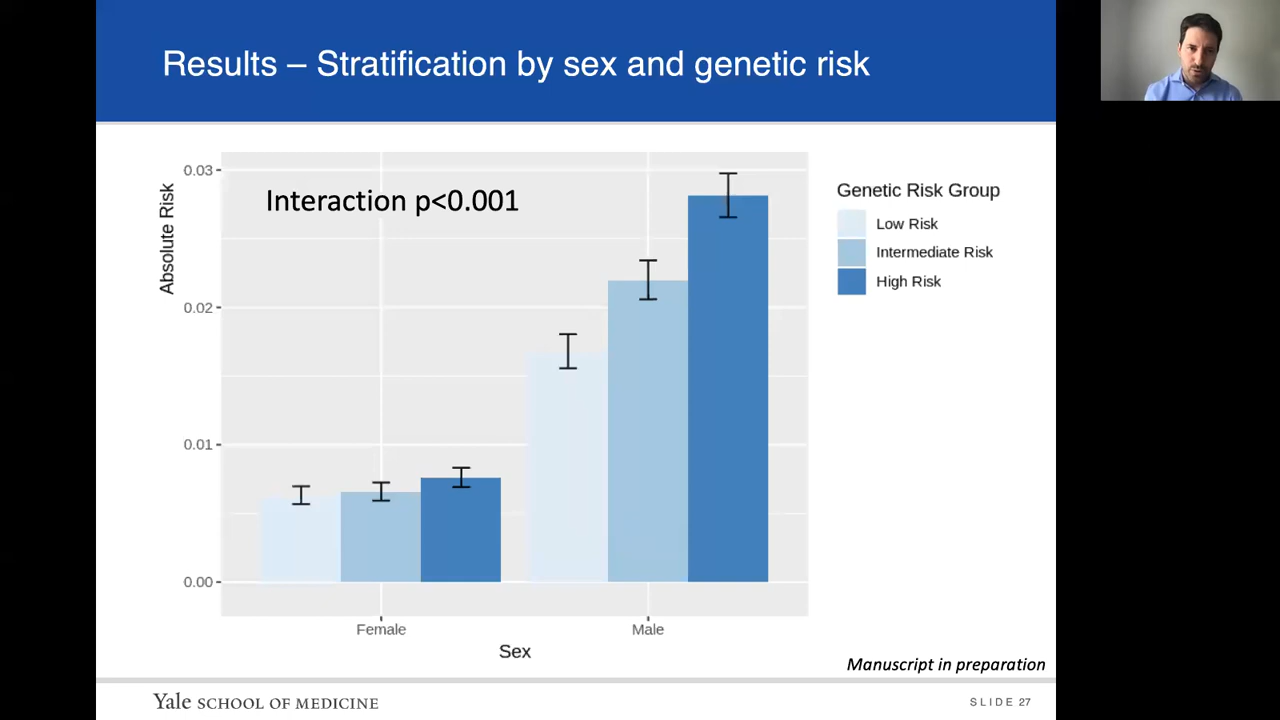 Results – Stratification by sex and genetic risk
Interaction p<0.001
Absolute Risk
0.03
0.02
0.01
0.00
Female
Male
Sex
Genetic Risk Group
Low Risk
Intermediate Risk
High Risk
Manuscript in preparation
Yale SCHOOL OF MEDICINE
SLIDE 27